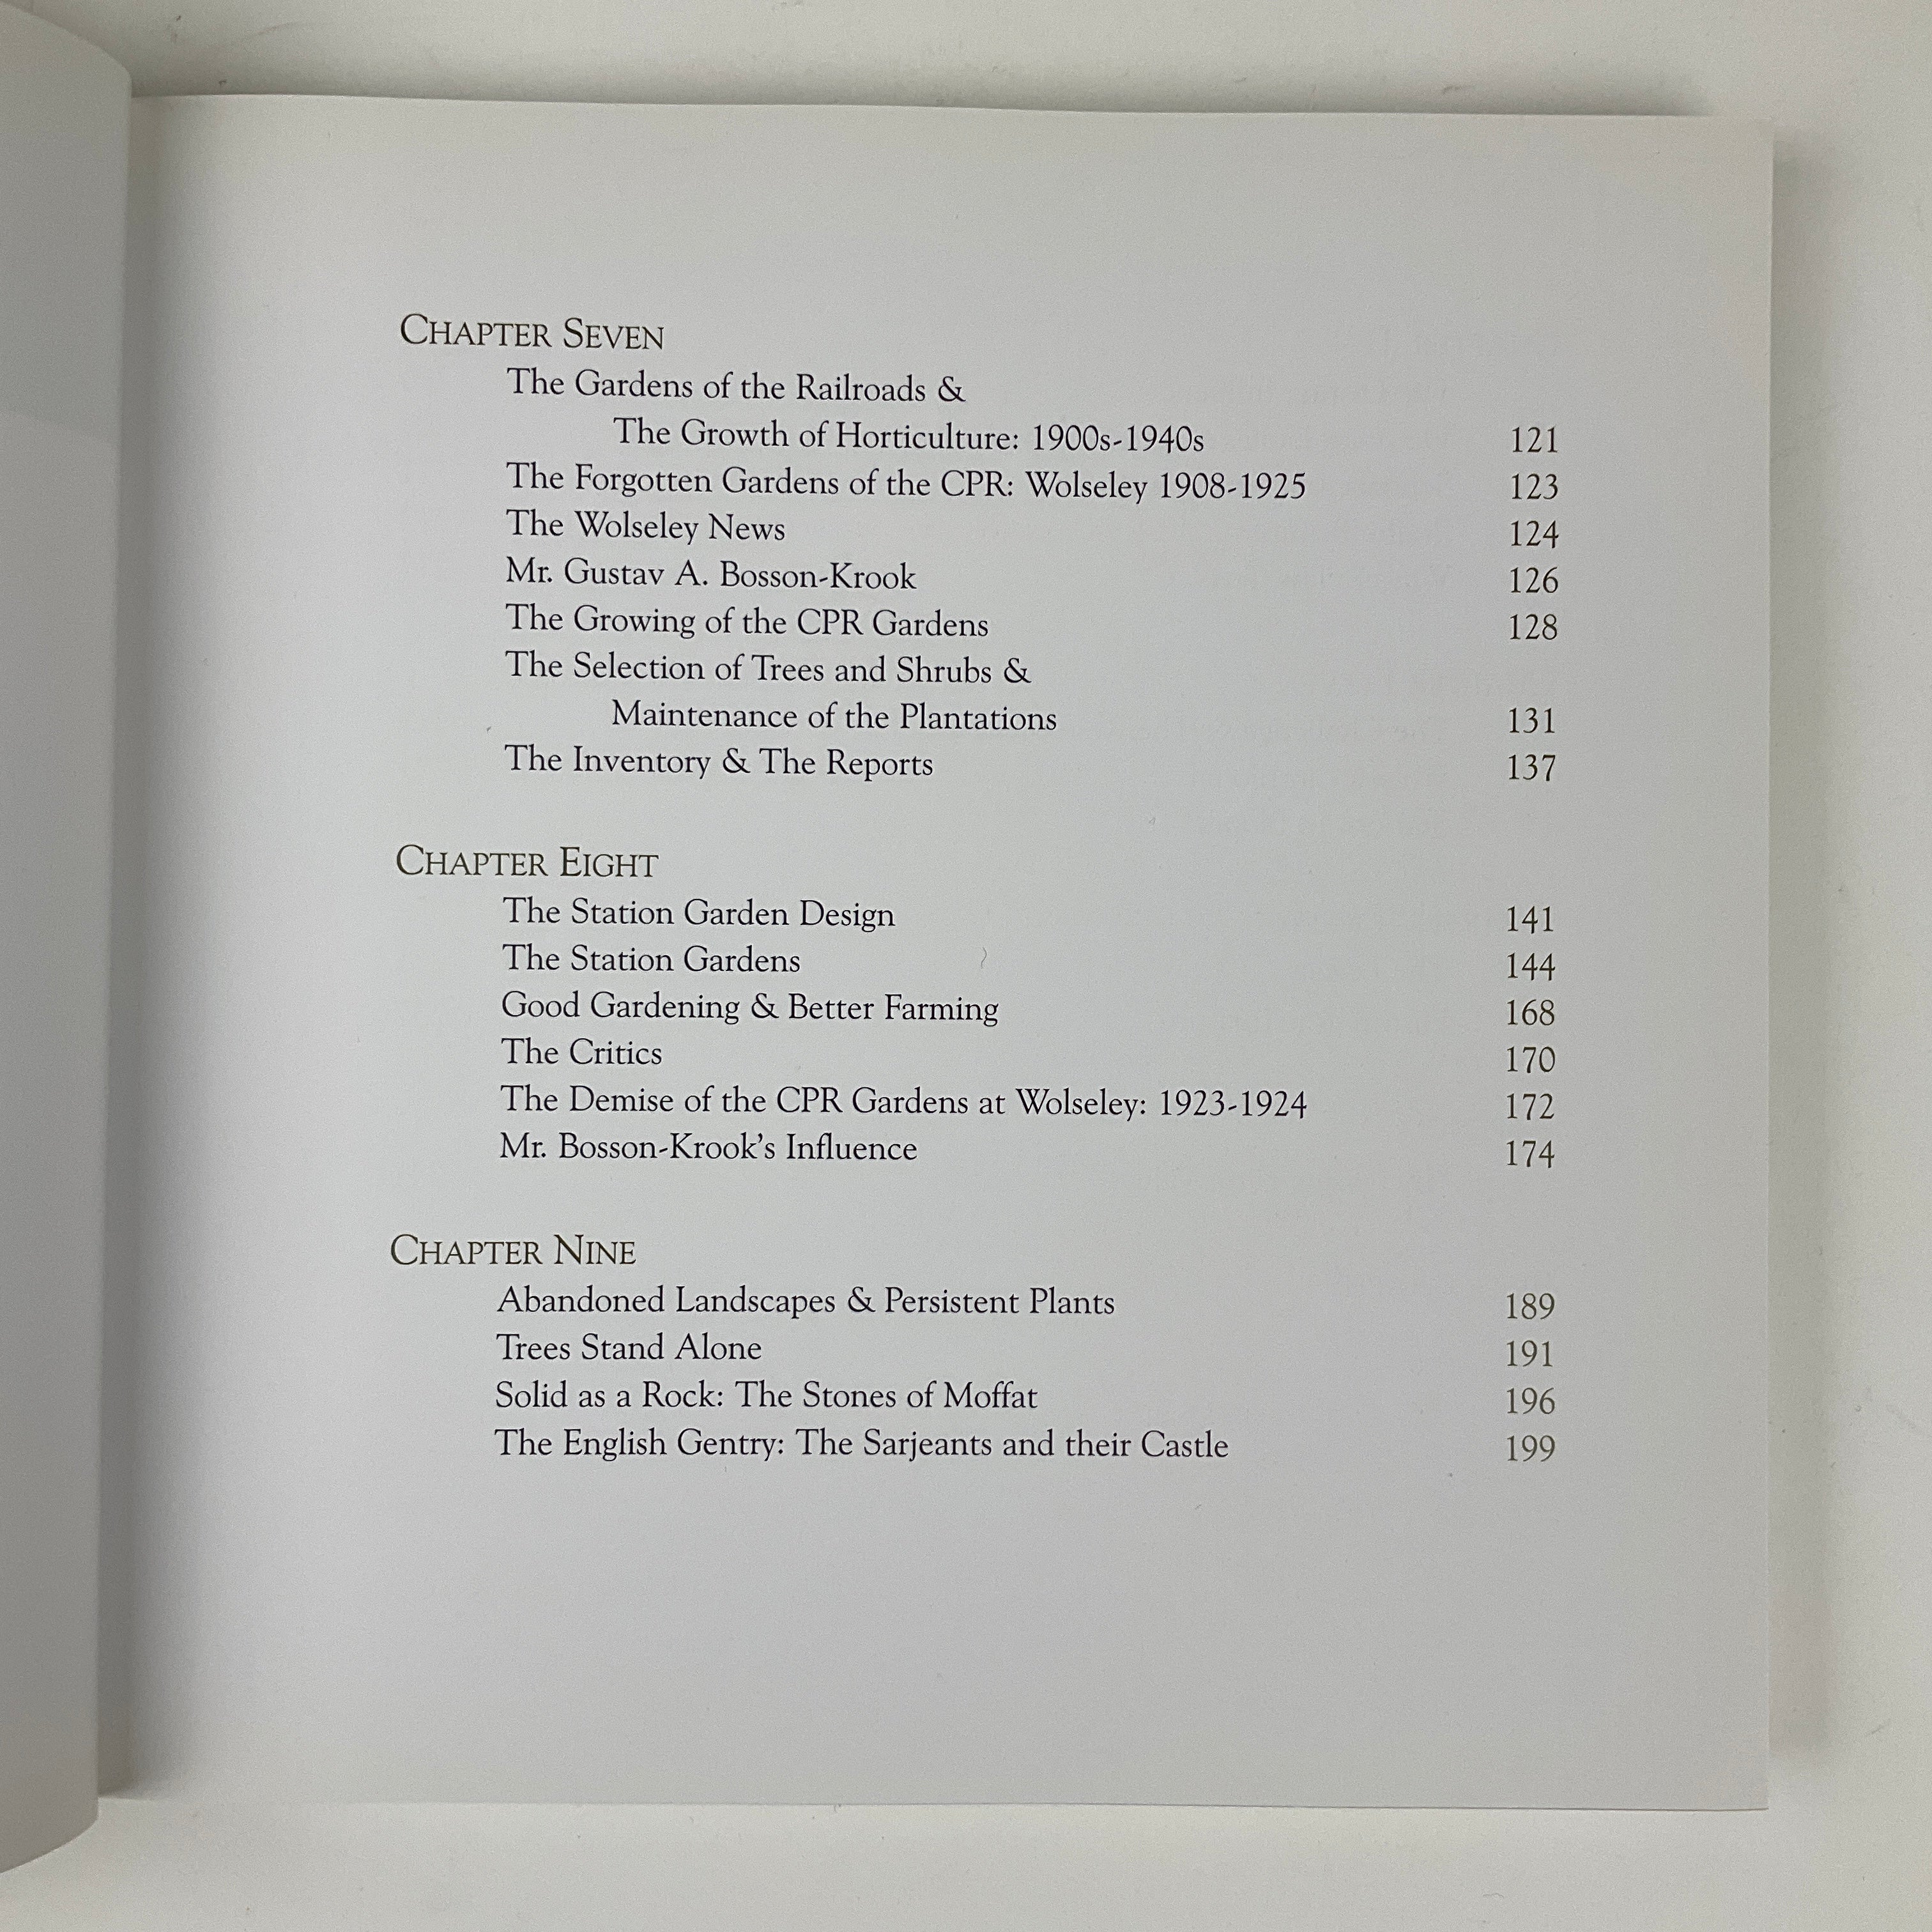 CHAPTER SEVEN
The Gardens of the Railroads &
The Growth of Horticulture: 1900s-1940s 121
The Forgotten Gardens of the CPR: Wolseley 1908-1925 123
The Wolseley News 124
Mr. Gustav A. Bosson-Krook 126
The Growing of the CPR Gardens 128
The Selection of Trees and Shrubs &
Maintenance of the Plantations 131
The Inventory & The Reports 137
CHAPTER EIGHT
The Station Garden Design 141
The Station Gardens 144
Good Gardening & Better Farming 168
The Critics 170
The Demise of the CPR Gardens at Wolseley: 1923-1924 172
Mr. Bosson-Krook's Influence 174
CHAPTER NINE
Abandoned Landscapes & Persistent Plants 189
Trees Stand Alone 191
Solid as a Rock: The Stones of Moffat 196
The English Gentry: The Sarjeants and their Castle 199